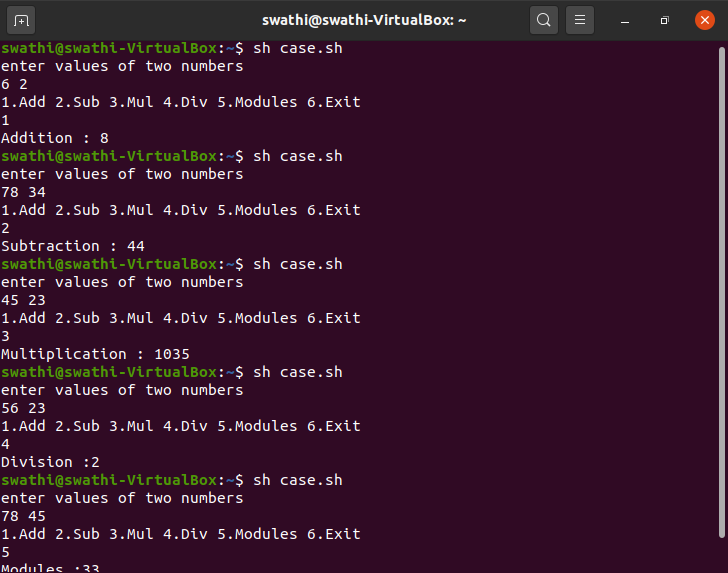 swathi@swathi-VirtualBox: ~
swathi@swathi-VirtualBox:~$ sh case.sh
enter values of two numbers
6 2
1.Add 2.Sub 3.Mul 4.Div 5.Modules 6.Exit
1
Addition : 8
swathi@swathi-VirtualBox:~$ sh case.sh
enter values of two numbers
78 34
1.Add 2.Sub 3.Mul 4.Div 5.Modules 6.Exit
2
Subtraction : 44
swathi@swathi-VirtualBox:~$ sh case.sh
enter values of two numbers
45 23
1.Add 2.Sub 3.Mul 4.Div 5.Modules 6.Exit
3
Multiplication : 1035
swathi@swathi-VirtualBox:~$ sh case.sh
enter values of two numbers
56 23
1.Add 2.Sub 3.Mul 4.Div 5.Modules 6.Exit
4
Division :2
swathi@swathi-VirtualBox:~$ sh case.sh
enter values of two numbers
78 45
1.Add 2.Sub 3.Mul 4.Div 5.Modules 6.Exit
5
Modules :33